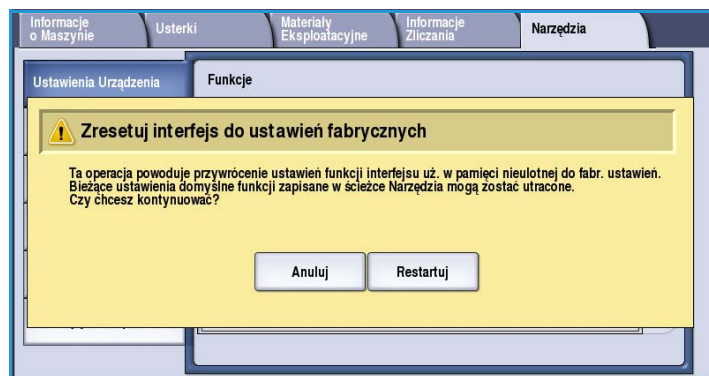 Informacje
o Maszynie
Usterki
Materiały
Eksploatacyjne
Informacje
Zliczania
Narzędzia
Ustawienia Urządzenia
Funkcje
Zresetuj interfejs do ustawień fabrycznych
Ta operacja powoduje przywrócenie ustawień funkcji interfejsu uż. w pamięci nieulotnej do fabr. ustawień.
Bieżące ustawienia domyślne funkcji zapisane w ścieżce Narzędzia mogą zostać utracone.
Czy chcesz kontynuować?
Anuluj
Restartuj